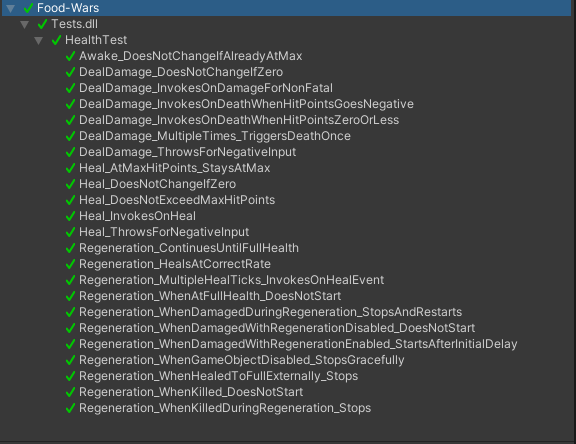 Food-Wars
Tests.dll
HealthTest
Awake_DoesNotChangeIfAlreadyAtMax
DealDamage_DoesNotChangeIfZero
DealDamage_InvokesOnDamageForNonFatal
DealDamage_InvokesOnDeathWhenHitPointsGoesNegative
DealDamage_InvokesOnDeathWhenHitPointsZeroOrLess
DealDamage_MultipleTimes_TriggersDeathOnce
DealDamage_ThrowsForNegativeInput
Heal_AtMaxHitPoints_StaysAtMax
Heal_DoesNotChangeIfZero
Heal_DoesNotExceedMaxHitPoints
Heal_InvokesOnHeal
Heal_ThrowsForNegativeInput
Regeneration_ContinuesUntilFullHealth
Regeneration_HealsAtCorrectRate
Regeneration_MultipleHealTicks_InvokesOnHealEvent
Regeneration_WhenAtFullHealth_DoesNotStart
Regeneration_WhenDamagedDuringRegeneration_StopsAndRestarts
Regeneration_WhenDamagedWithRegenerationDisabled_DoesNotStart
Regeneration_WhenDamagedWithRegenerationEnabled_StartsAfterInitialDelay
Regeneration_WhenGameObjectDisabled_StopsGracefully
Regeneration_WhenHealedToFullExternally_Stops
Regeneration_WhenKilled_DoesNotStart
Regeneration_WhenKilledDuringRegeneration_Stops